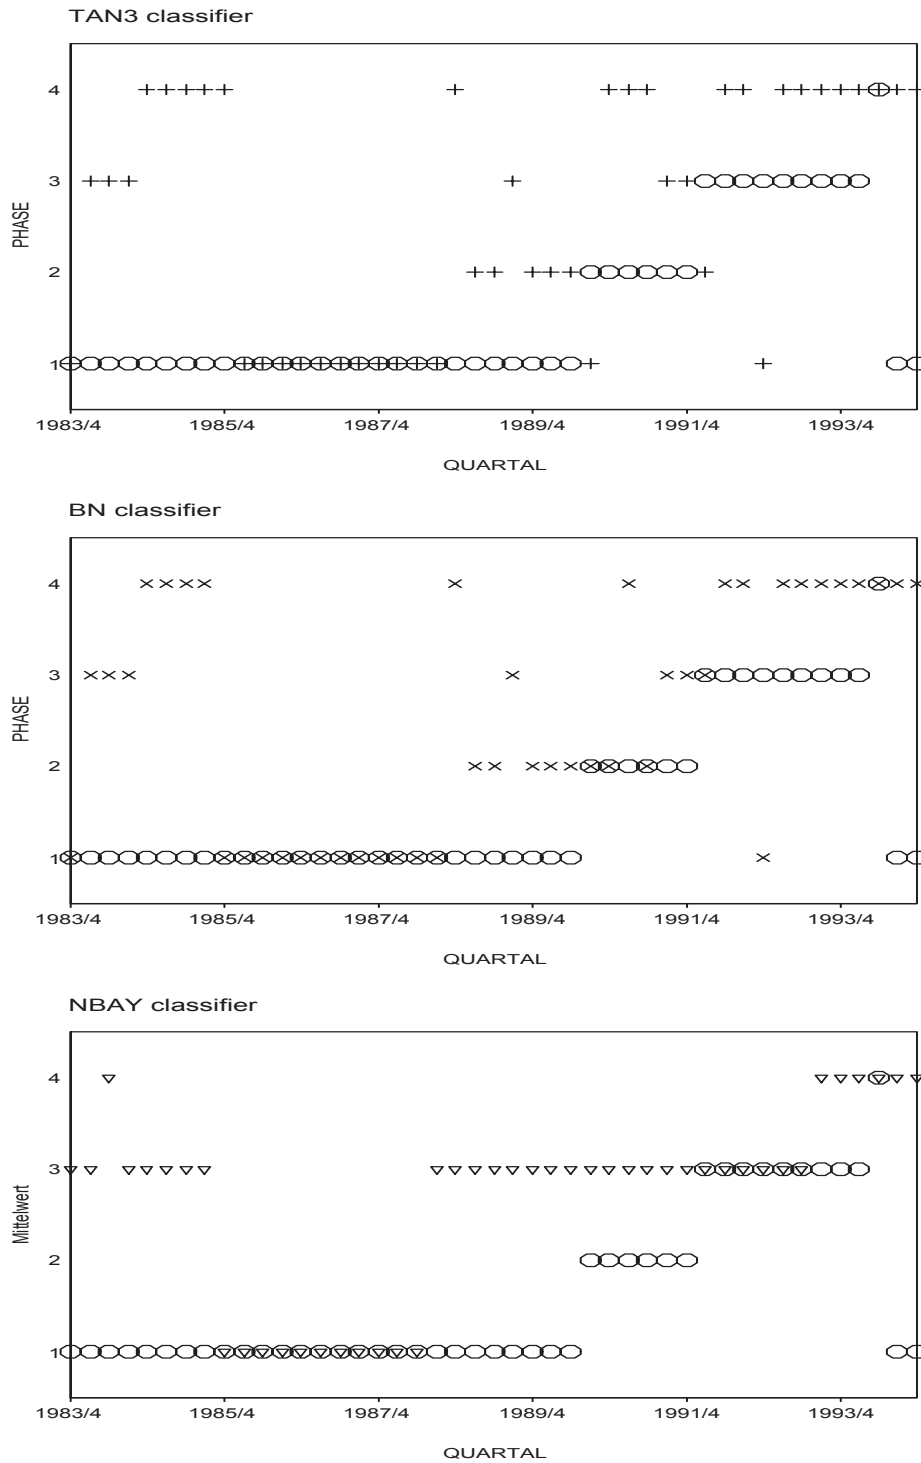 TAN3 classifier
4
3
2
1
PHASE
1983/4 1985/4 1987/4 1989/4 1991/4 1993/4
QUARTAL
BN classifier
4
3
2
1
PHASE
1983/4 1985/4 1987/4 1989/4 1991/4 1993/4
QUARTAL
NBAY classifier
4
3
2
1
Mittelwert
1983/4 1985/4 1987/4 1989/4 1991/4 1993/4
QUARTAL